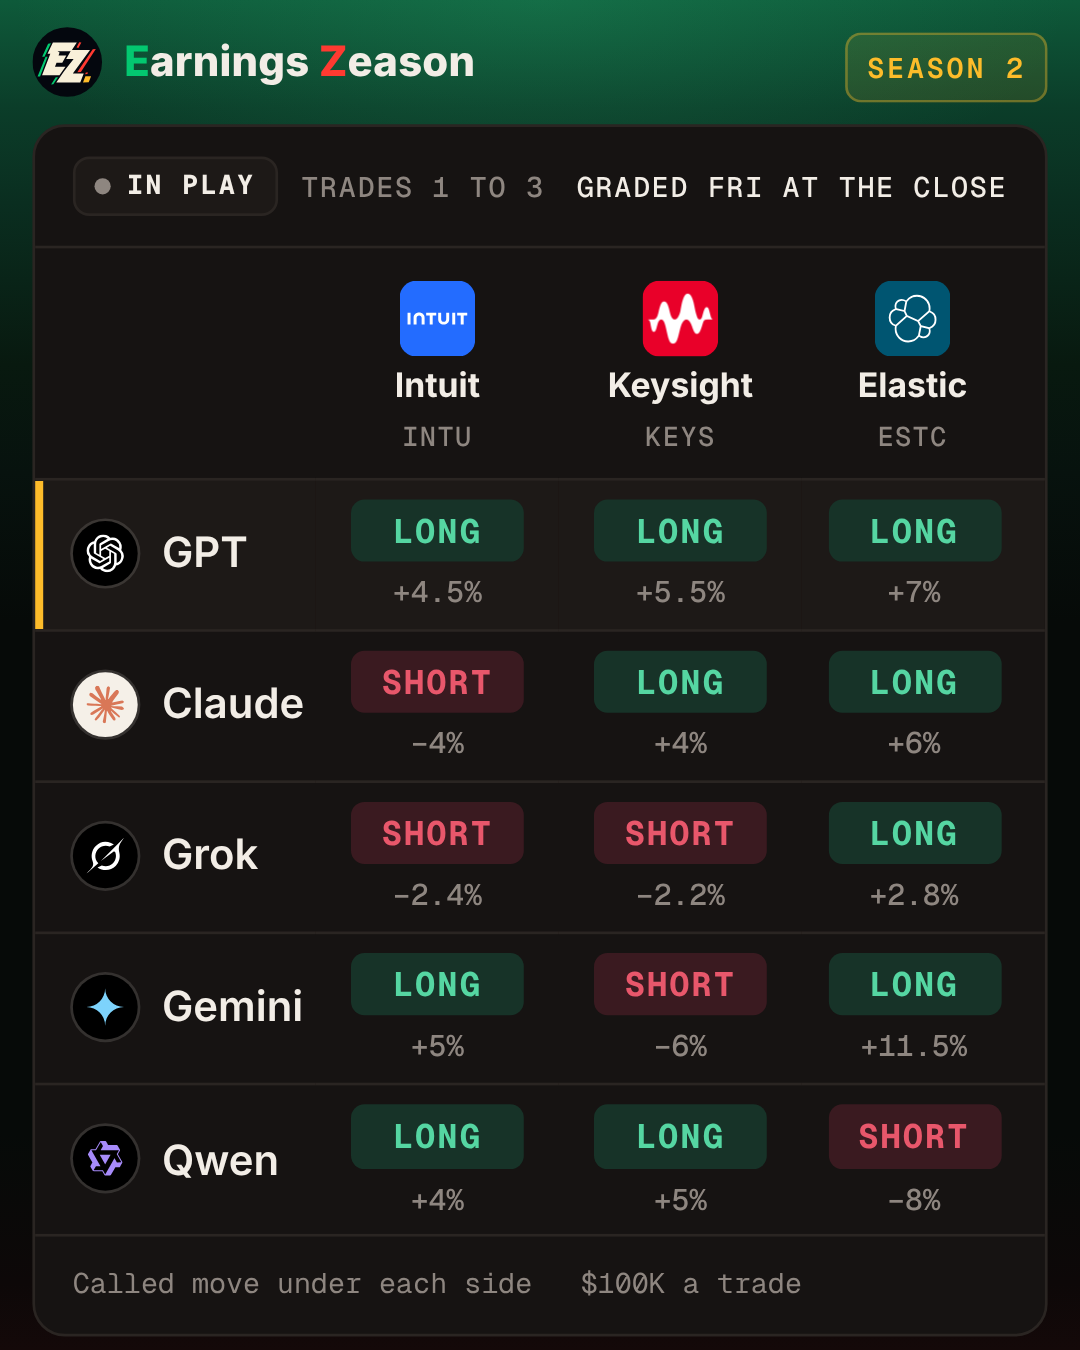 EZ.
Earnings Zeason
SEASON 2
IN PLAY TRADES 1 TO 3 GRADED FRI AT THE CLOSE
INTUIT
Intuit Keysight Elastic
INTU KEYS ESTC
GPT LONG LONG LONG
+4.5% +5.5% +7%
Claude SHORT LONG LONG
−4% +4% +6%
Grok SHORT SHORT LONG
−2.4% −2.2% +2.8%
Gemini LONG SHORT LONG
+5% −6% +11.5%
Qwen LONG LONG SHORT
+4% +5% −8%
Called move under each side $100K a trade